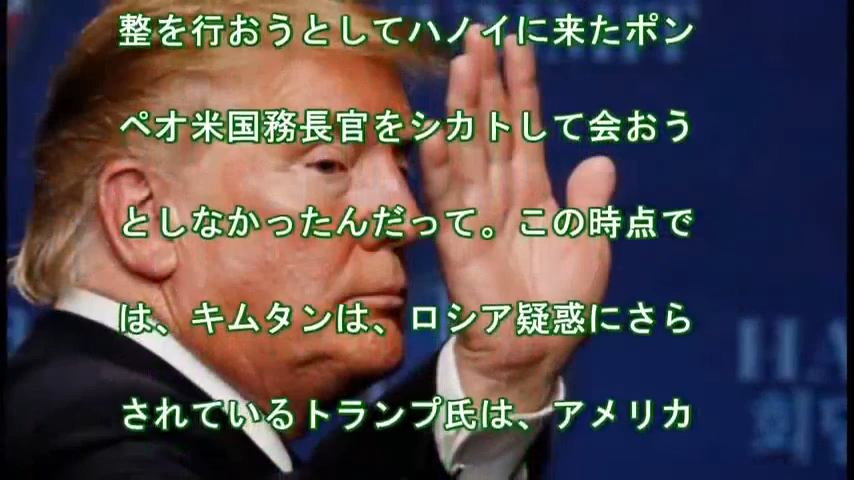 整を行おうとしてハノイに来たポン
ペオ米国務長官をシカトして会おう
としなかったんだって。この時点で
は、キムタンは、ロシア疑惑にさら
されているトランプ氏は、アメリカ
HA
회담